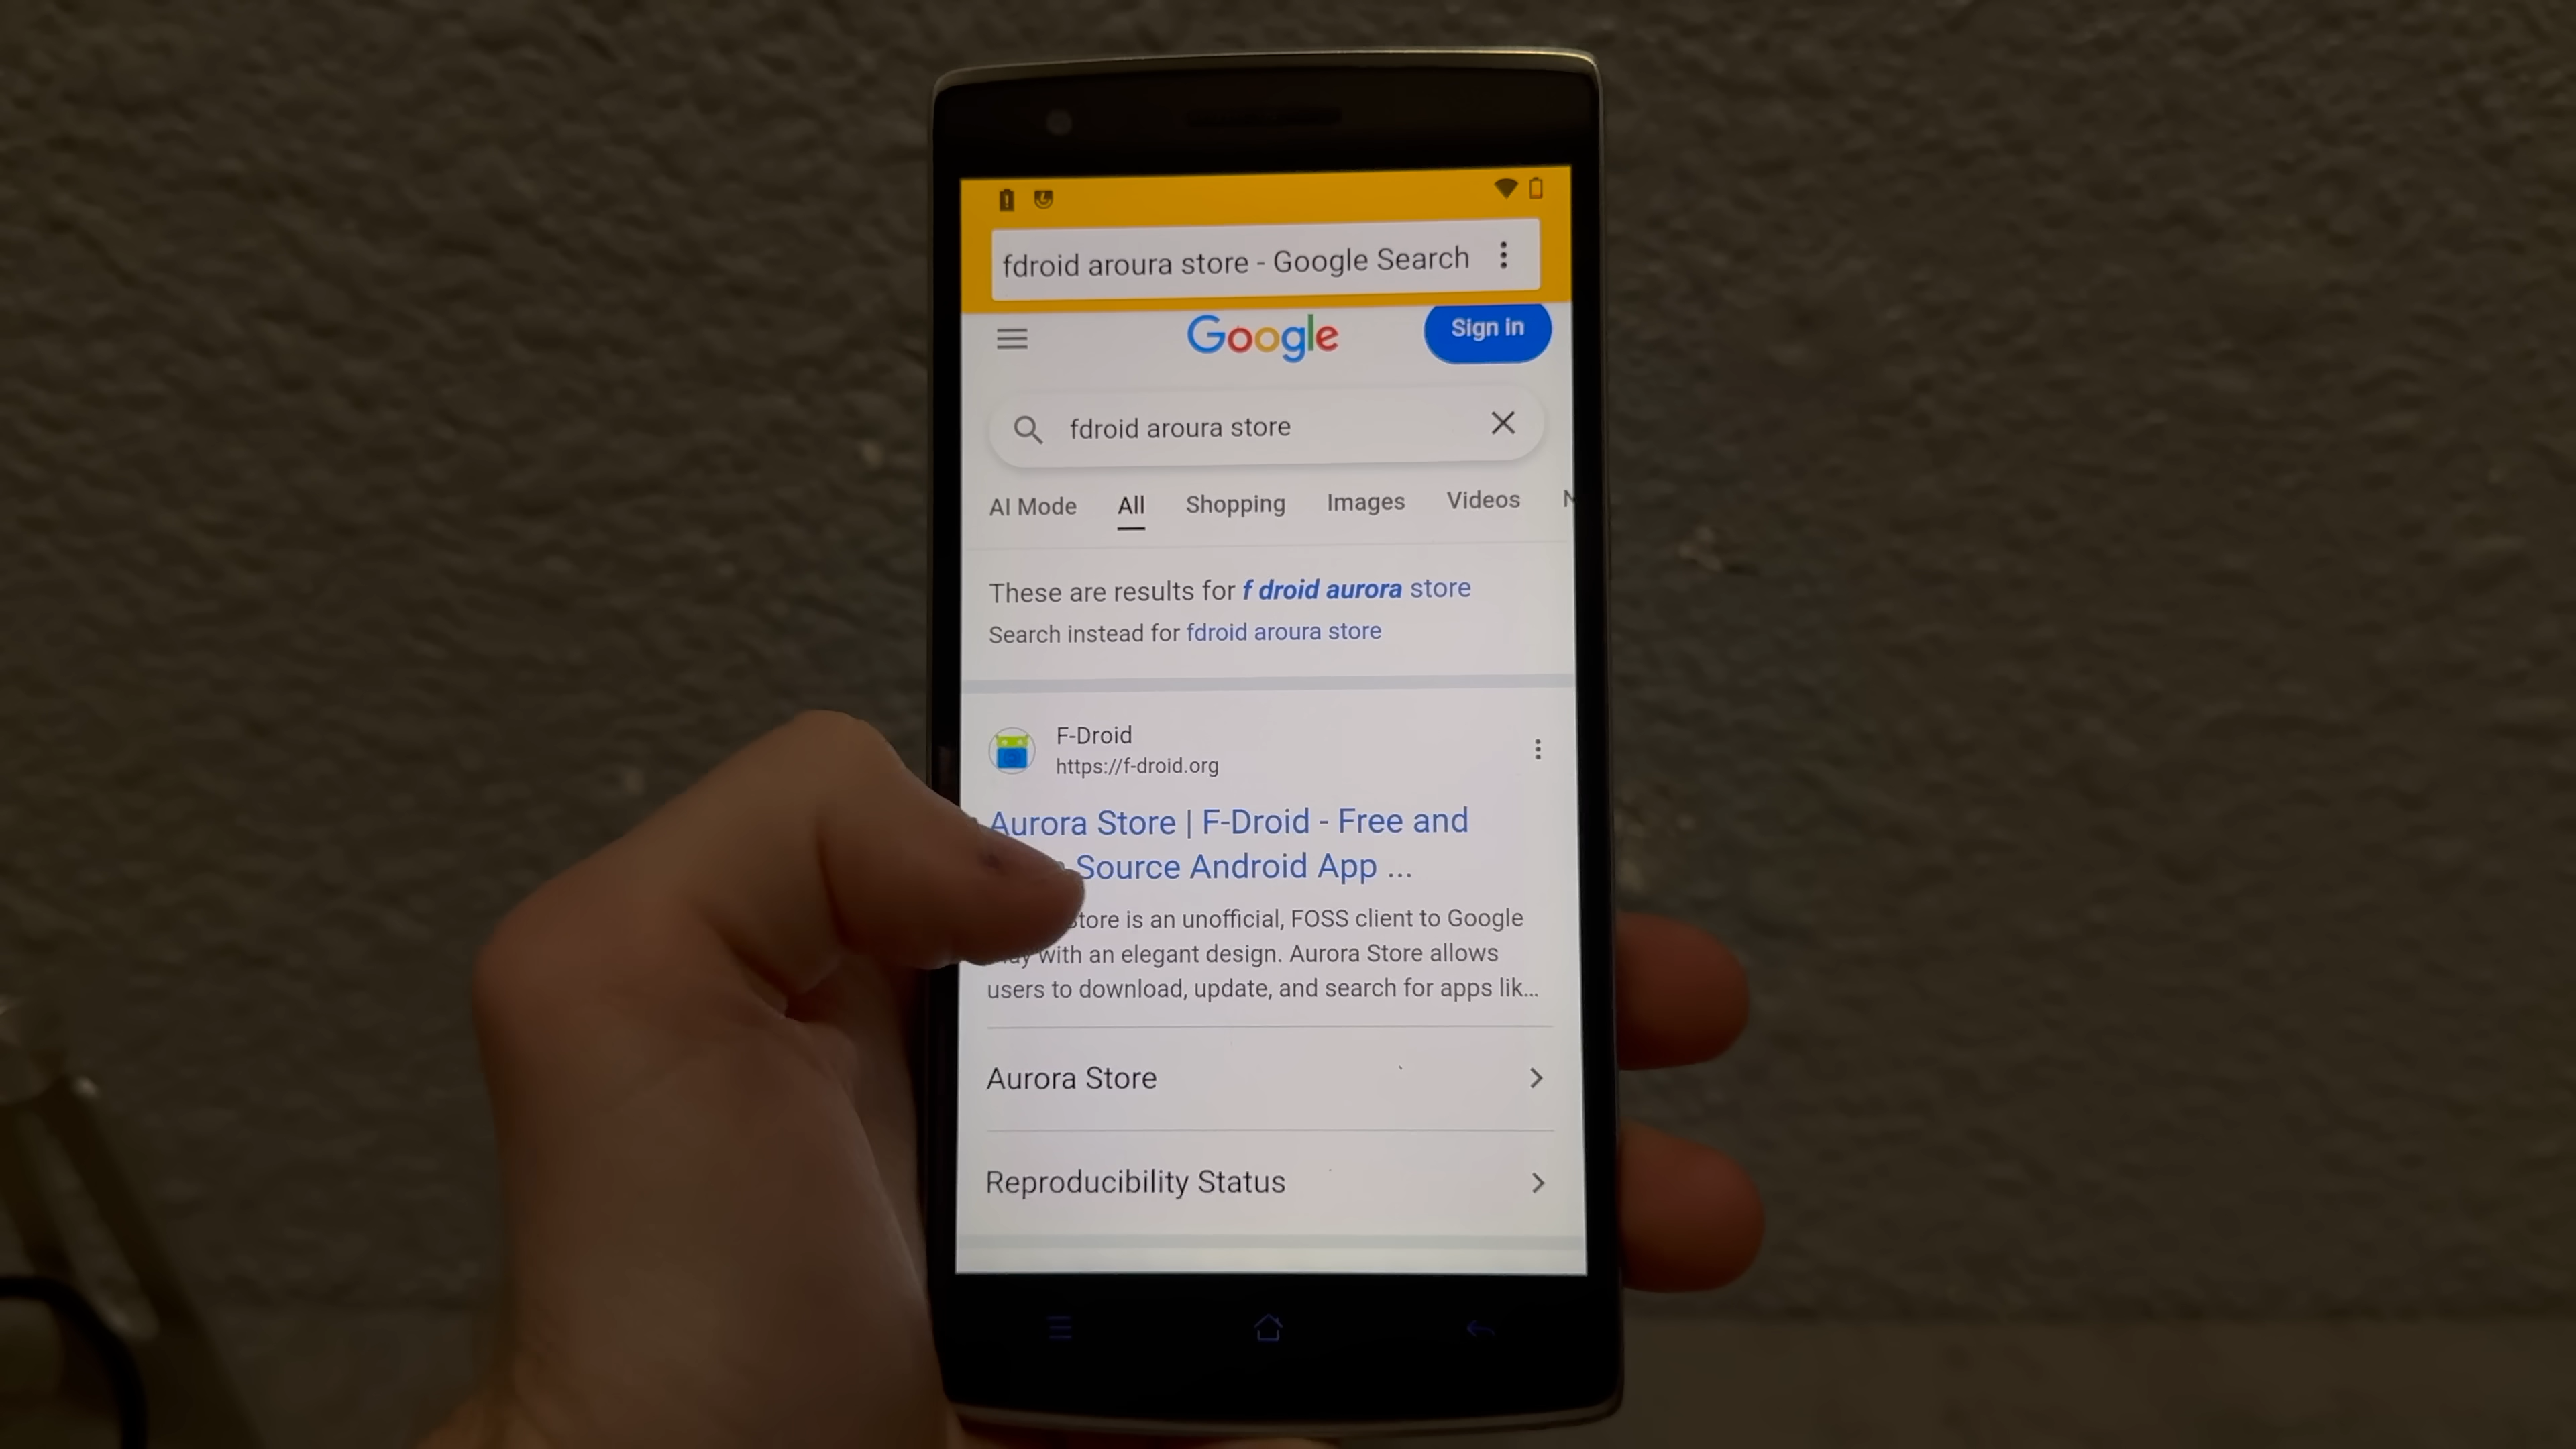 fdroid aroura store - Google Search
Google
Sign in
fdroid aroura store
AI Mode All Shopping Images Videos
These are results for f droid aurora store
Search instead for fdroid aroura store
F-Droid
https://f-droid.org
Aurora Store | F-Droid - Free and
Source Android App ...
store is an unofficial, FOSS client to Google
with an elegant design. Aurora Store allows
users to download, update, and search for apps lik...
Aurora Store
Reproducibility Status